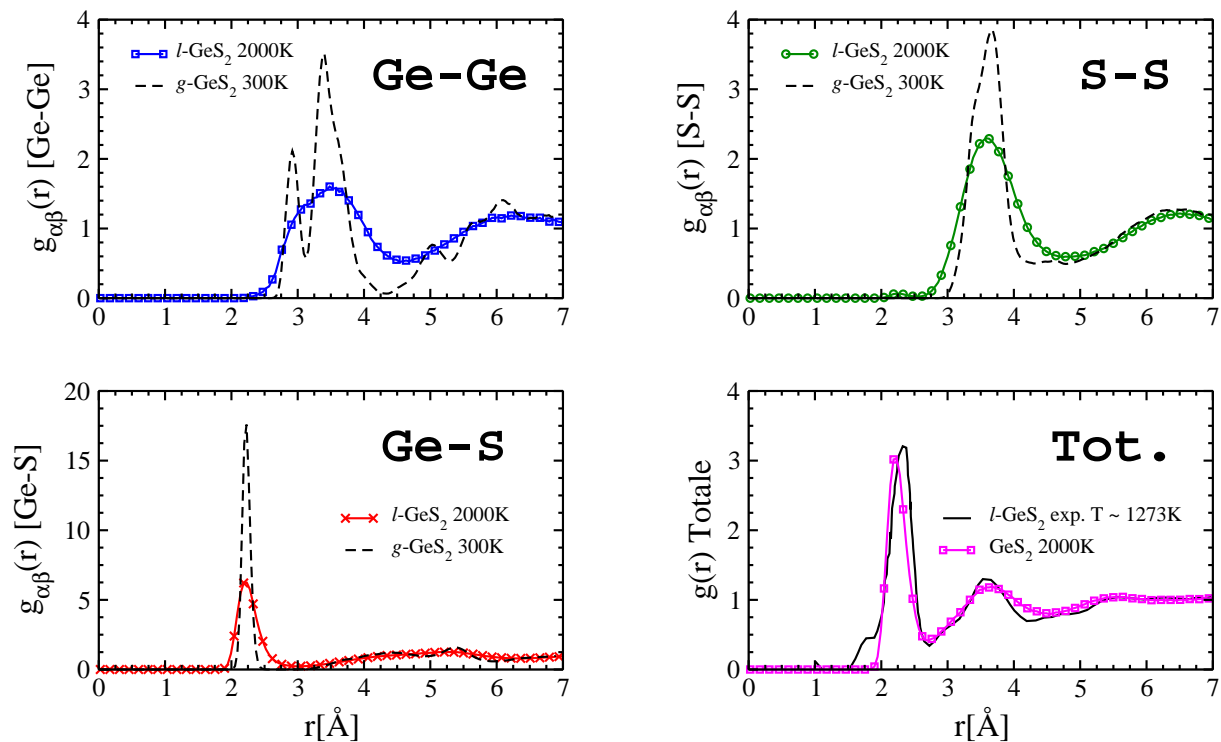 g_αβ(r) [Ge-Ge]
4
3
2
1
0
l-GeS₂ 2000K
g-GeS₂ 300K
Ge-Ge
0 1 2 3 4 5 6 7
g_αβ(r) [S-S]
4
3
2
1
0
l-GeS₂ 2000K
g-GeS₂ 300K
S-S
0 1 2 3 4 5 6 7
g_αβ(r) [Ge-S]
20
15
10
5
0
Ge-S
l-GeS₂ 2000K
g-GeS₂ 300K
0 1 2 3 4 5 6 7
r[Å]
g(r) Totale
4
3
2
1
0
Tot.
l-GeS₂ exp. T ~ 1273K
GeS₂ 2000K
0 1 2 3 4 5 6 7
r[Å]